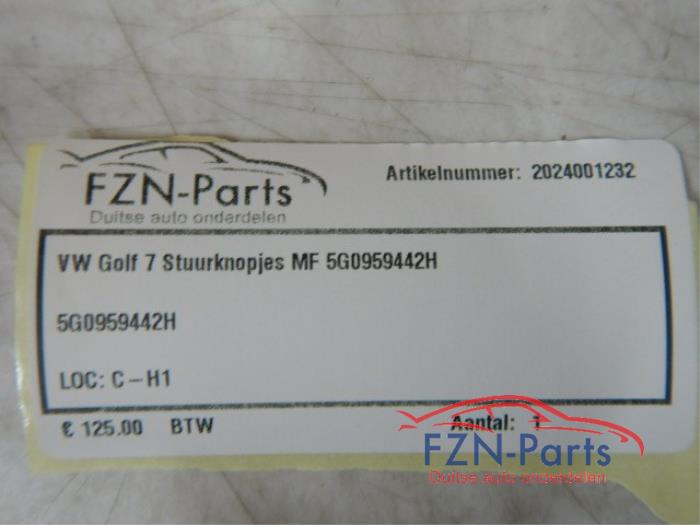 FZN-Parts
Duitse auto onderdelen
Artikelnummer: 2024001232
VW Golf 7 Stuurknopjes MF 5G0959442H
5G0959442H
LOC: C-H1
€ 125.00 BTW Aantal: 1
FZN-Parts
Duitse auto onderdelen